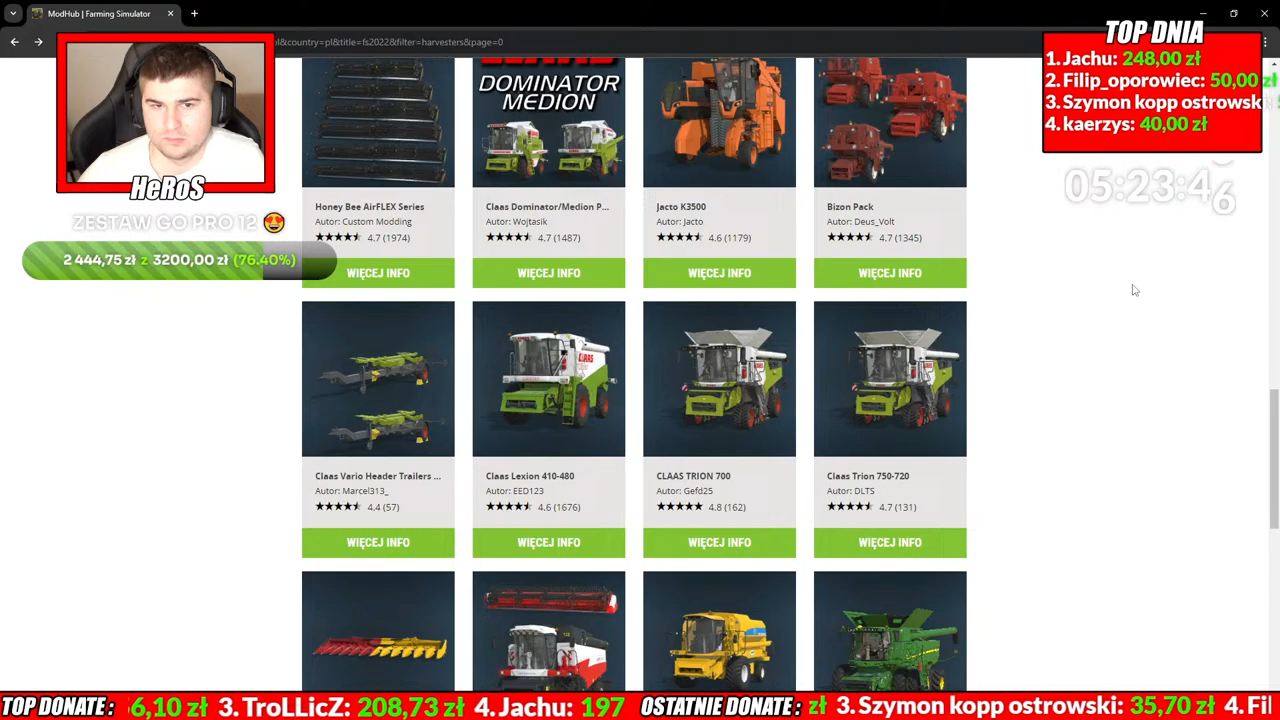 ModHub | Farming Simulator
l&country=pl&title=fs2022&filter=harvesters&page=0
TOP DNIA
1. Jachu: 248,00 zł
2. Filip_oporowiec: 50,00 zł
3. Szymon kopp ostrowski:
4. kaerzys: 40,00 zł
HeRoS
ZESTAW GO PRO 12 😍
2 444,75 zł z 3200,00 zł (76.40%)
05:23:46
DOMINATOR
MEDION
Honey Bee AirFLEX Series
Autor: Custom Modding
4.7 (1974)
WIĘCEJ INFO
Claas Dominator/Medion P...
Autor: Wojtasik
4.7 (1487)
WIĘCEJ INFO
Jacto K3500
Autor: Jacto
4.6 (1179)
WIĘCEJ INFO
Bizon Pack
Autor: Deus_Volt
4.7 (1345)
WIĘCEJ INFO
Claas Vario Header Trailers ...
Autor: Marcel313_
4.4 (57)
WIĘCEJ INFO
Claas Lexion 410-480
Autor: EED123
4.6 (1676)
WIĘCEJ INFO
CLAAS TRION 700
Autor: Gefd25
4.8 (162)
WIĘCEJ INFO
Claas Trion 750-720
Autor: DLTS
4.7 (131)
WIĘCEJ INFO
TOP DONATE : 6,10 zł 3. TroLLicZ: 208,73 zł 4. Jachu: 197
OSTATNIE DONATE : zł 3. Szymon kopp ostrowski: 35,70 zł 4. Fil